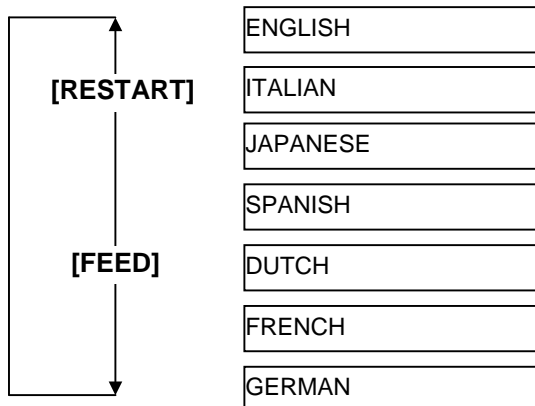 ENGLISH
[RESTART]
ITALIAN
JAPANESE
SPANISH
[FEED]
DUTCH
FRENCH
GERMAN